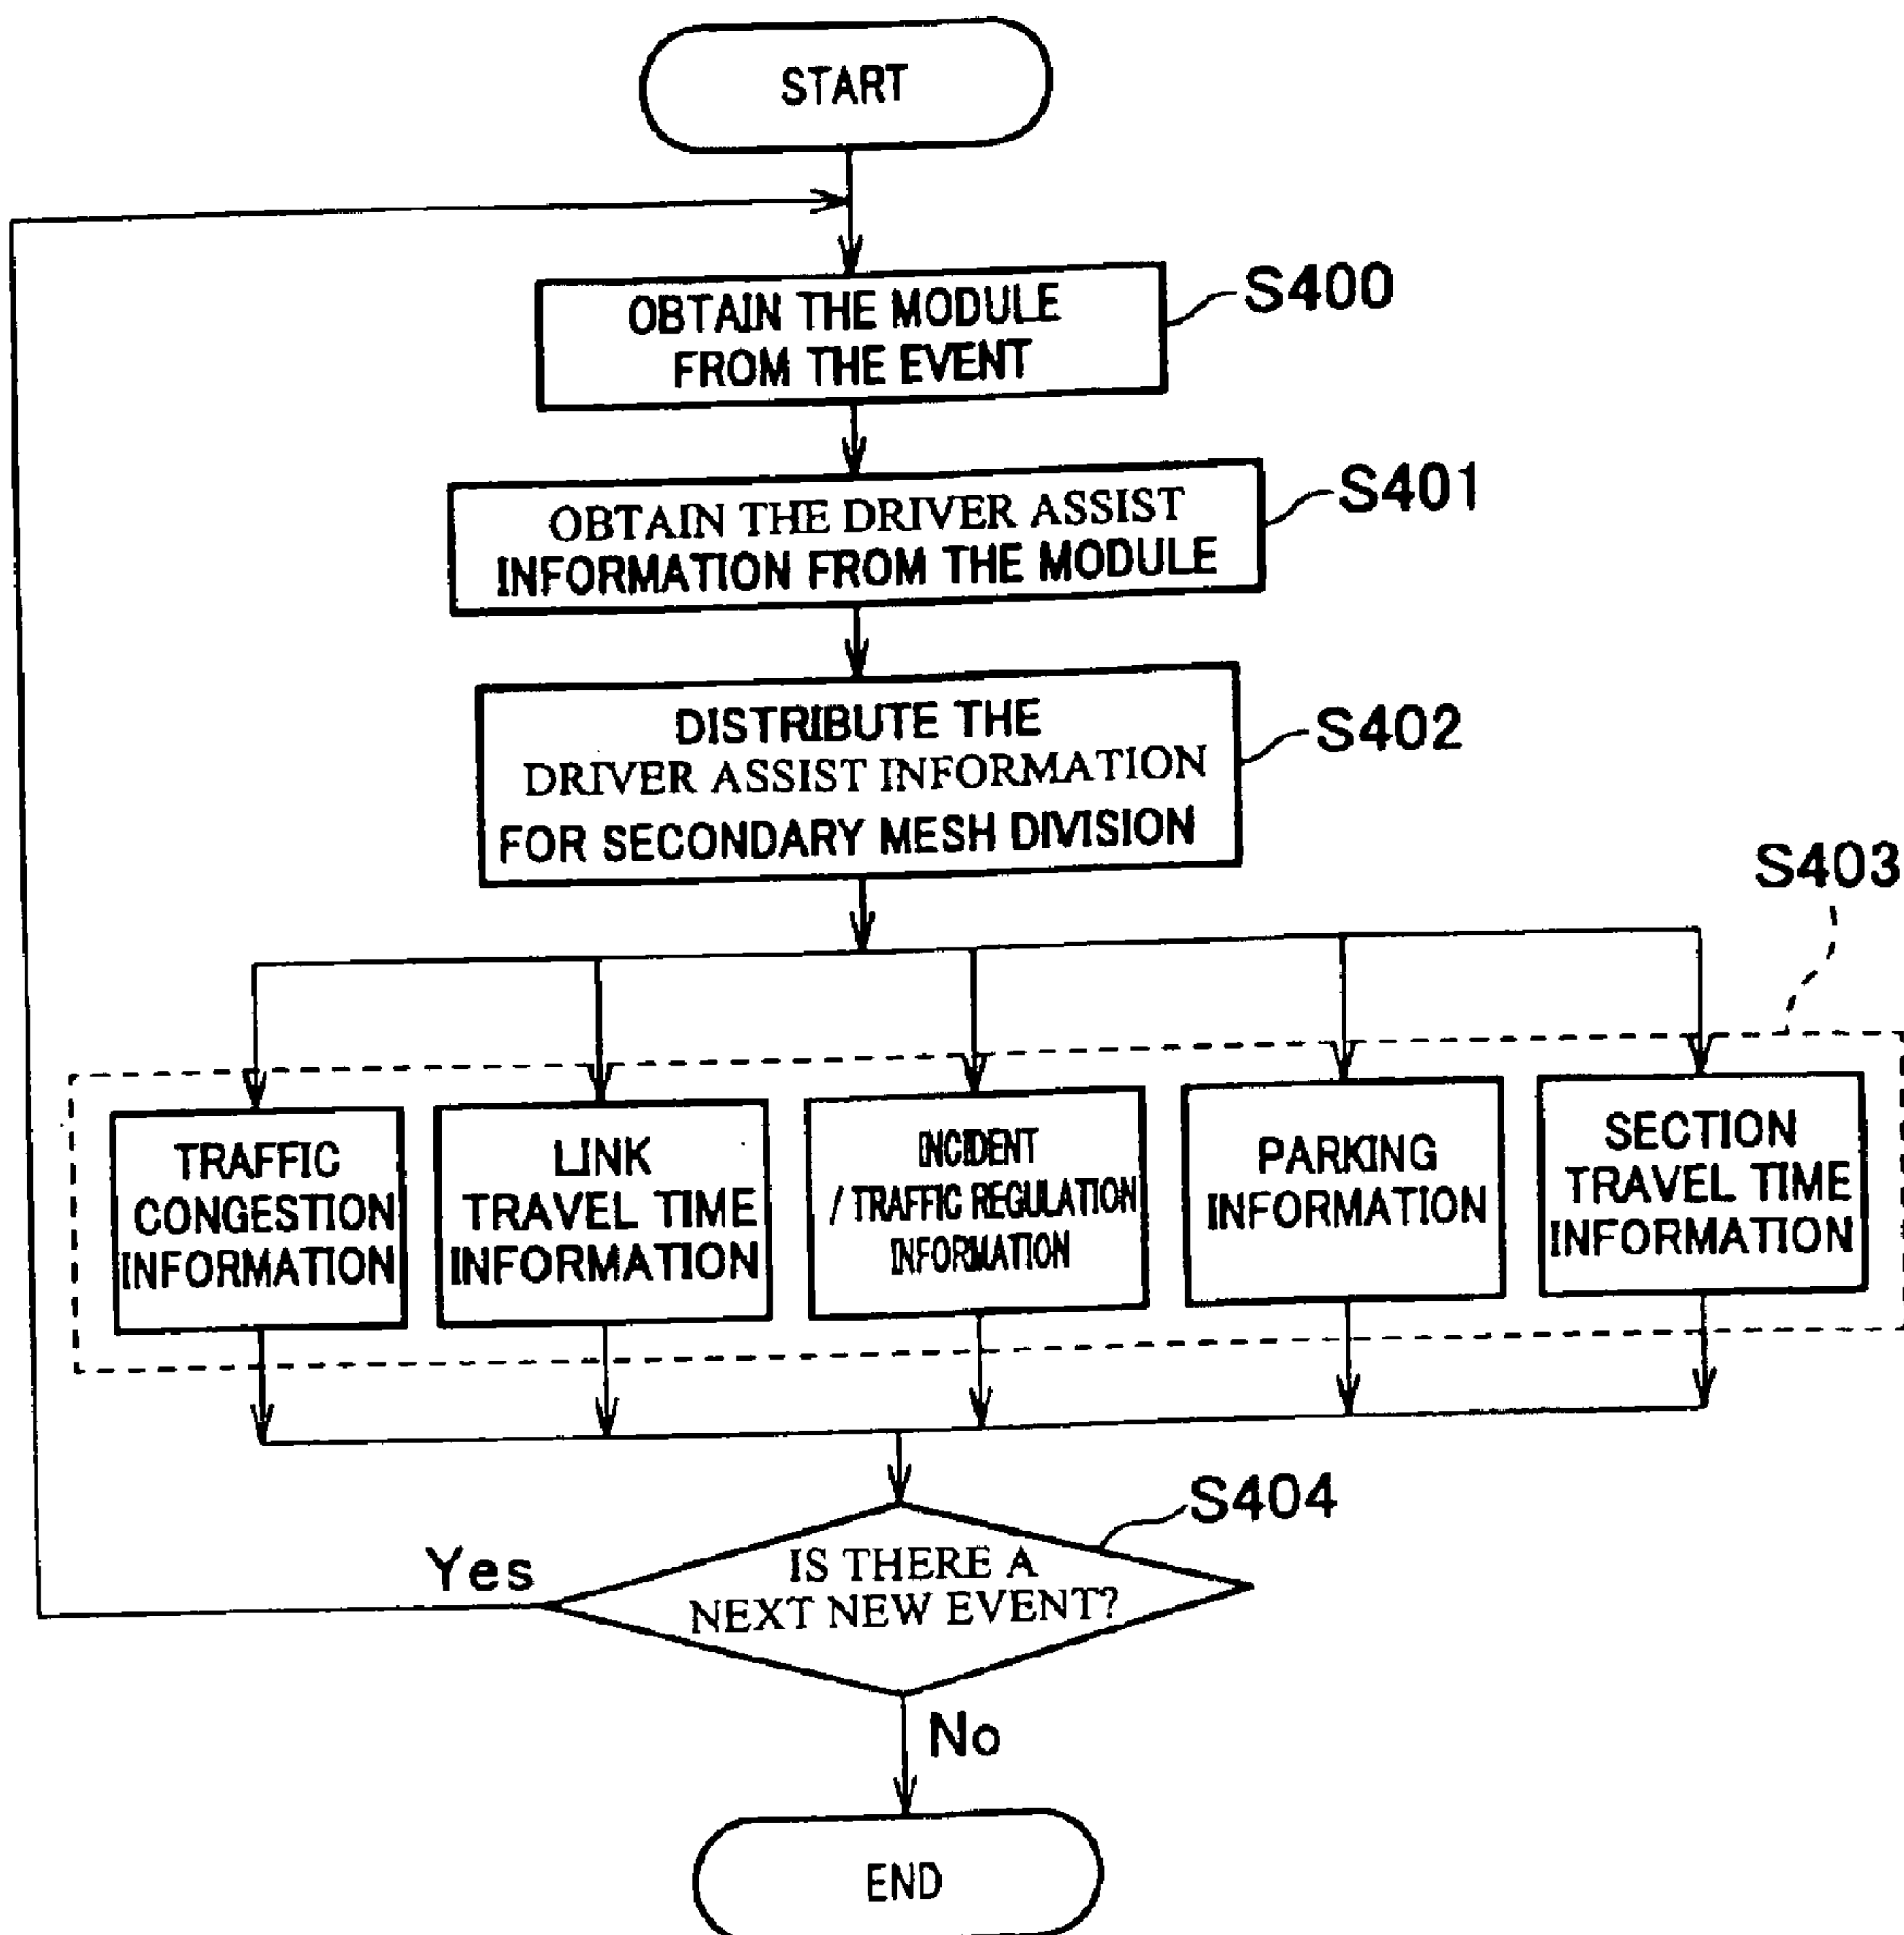 START
OBTAIN THE MODULE
FROM THE EVENT
S400
OBTAIN THE DRIVER ASSIST
INFORMATION FROM THE MODULE
S401
DISTRIBUTE THE
DRIVER ASSIST INFORMATION
FOR SECONDARY MESH DIVISION
S402
S403
TRAFFIC
CONGESTION
INFORMATION
LINK
TRAVEL TIME
INFORMATION
INCIDENT
/ TRAFFIC REGULATION
INFORMATION
PARKING
INFORMATION
SECTION
TRAVEL TIME
INFORMATION
S404
IS THERE A
NEXT NEW EVENT?
Yes
No
END